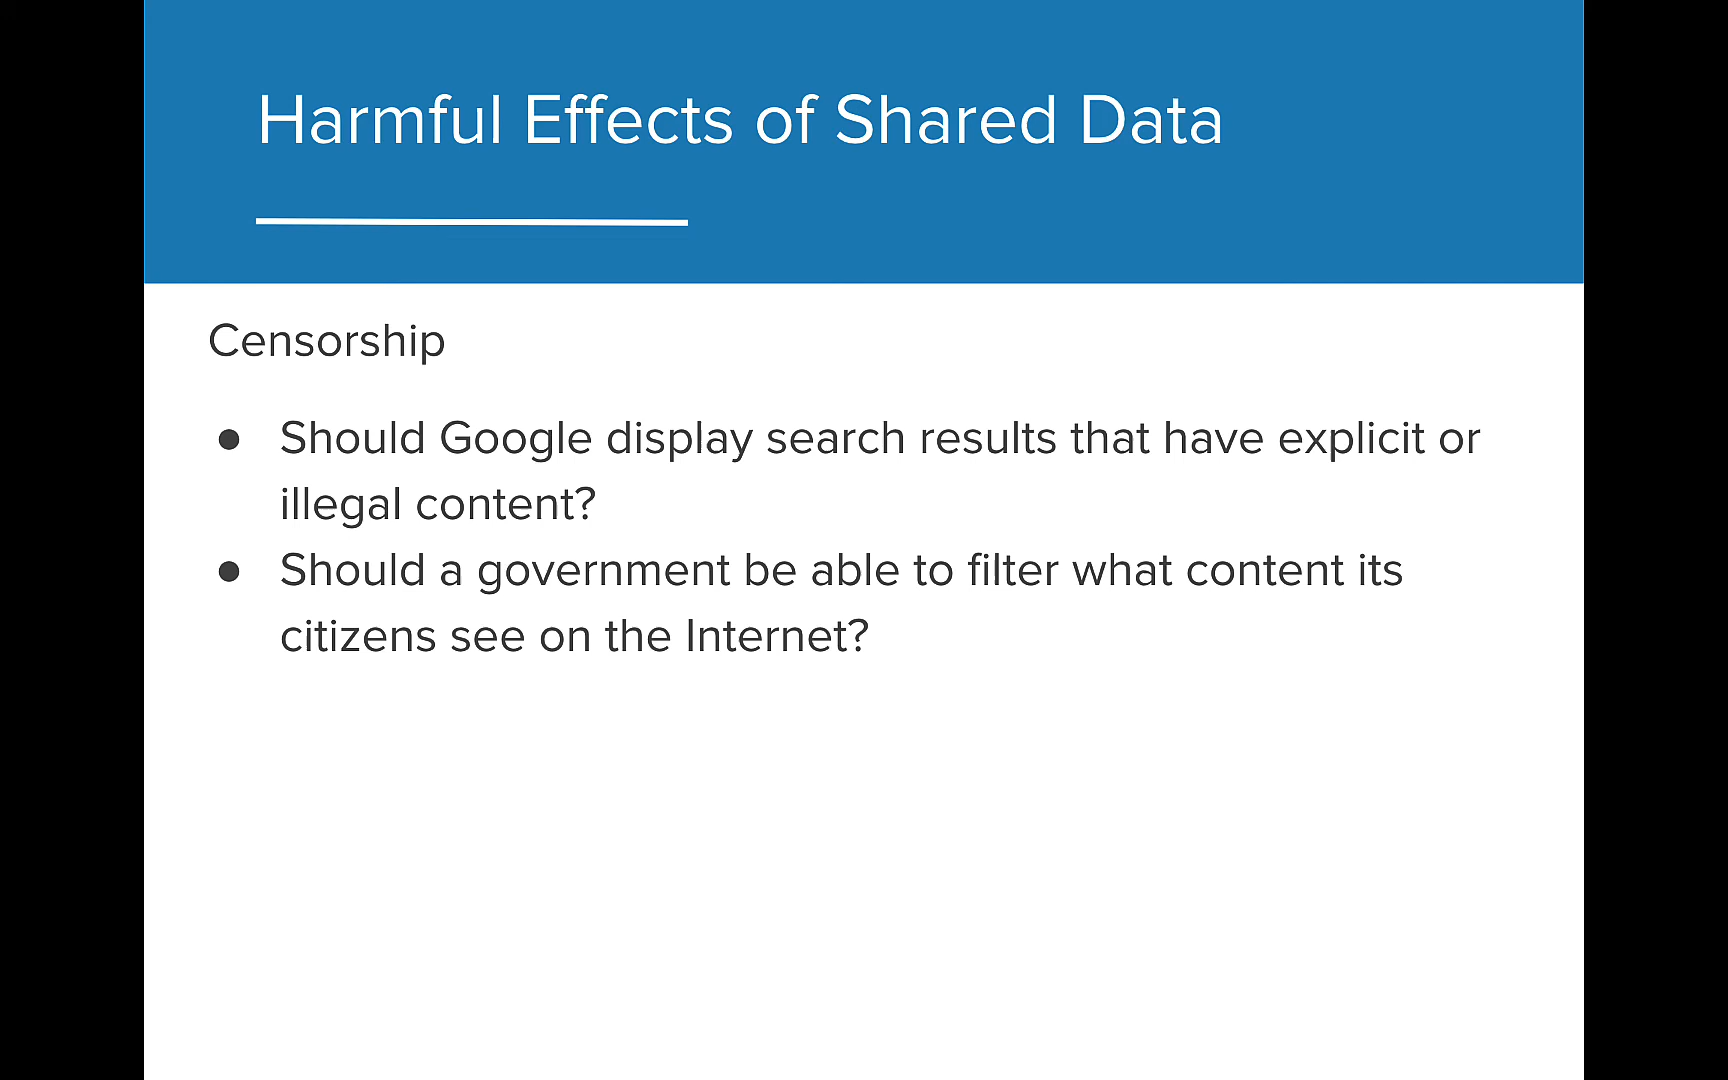 Harmful Effects of Shared Data
Censorship
● Should Google display search results that have explicit or
illegal content?
● Should a government be able to filter what content its
citizens see on the Internet?